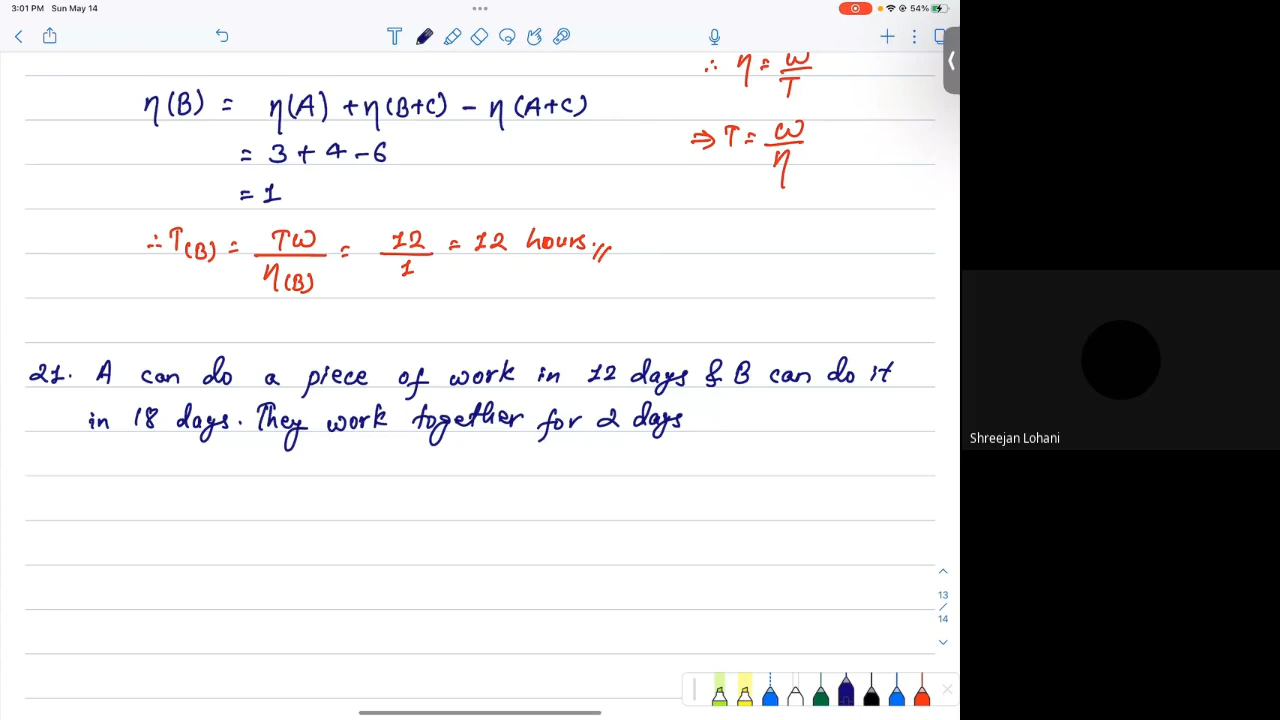 3:01 PM Sun May 14
54%
∴ η = W/T
η(B) = η(A) + η(B+C) - η(A+C)
⇒ T = W/η
= 3 + 4 - 6
= 1
∴ T(B) = TW/η(B) = 12/1 = 12 hours.//
21. A can do a piece of work in 12 days & B can do it
in 18 days. They work together for 2 days
Shreejan Lohani
13
/
14